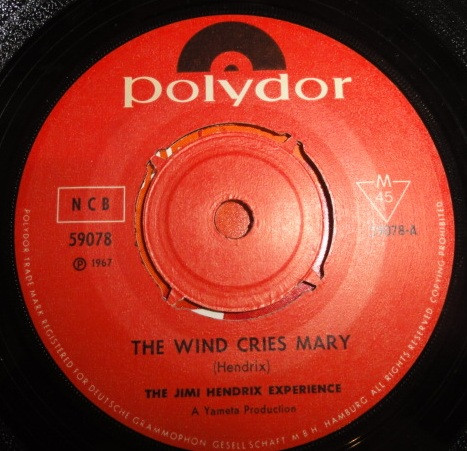 polydor
NCB
59078
℗ 1967
M
45
59078-A
THE WIND CRIES MARY
(Hendrix)
THE JIMI HENDRIX EXPERIENCE
A Yameta Production
POLYDOR TRADE MARK REGISTERED FOR DEUTSCHE GRAMMOPHON GESELLSCHAFT MBH. HAMBURG ALL RIGHTS RESERVED COPYING PROHIBITED